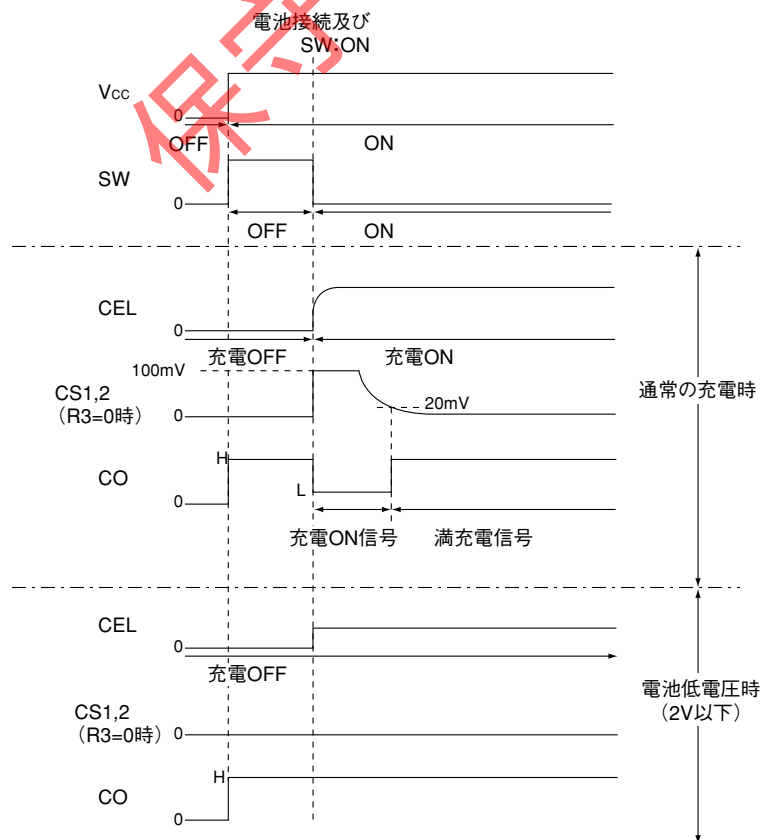 保守
電池接続及び
SW:ON
VCC
0
OFF
ON
SW
0
OFF
ON
CEL
0
充電OFF
充電ON
100mV
CS1,2
（R3=0時）
0
20mV
通常の充電時
H
CO
0
L
充電ON信号
満充電信号
CEL
0
充電OFF
電池低電圧時
（2V以下）
CS1,2
（R3=0時）
0
H
CO
0